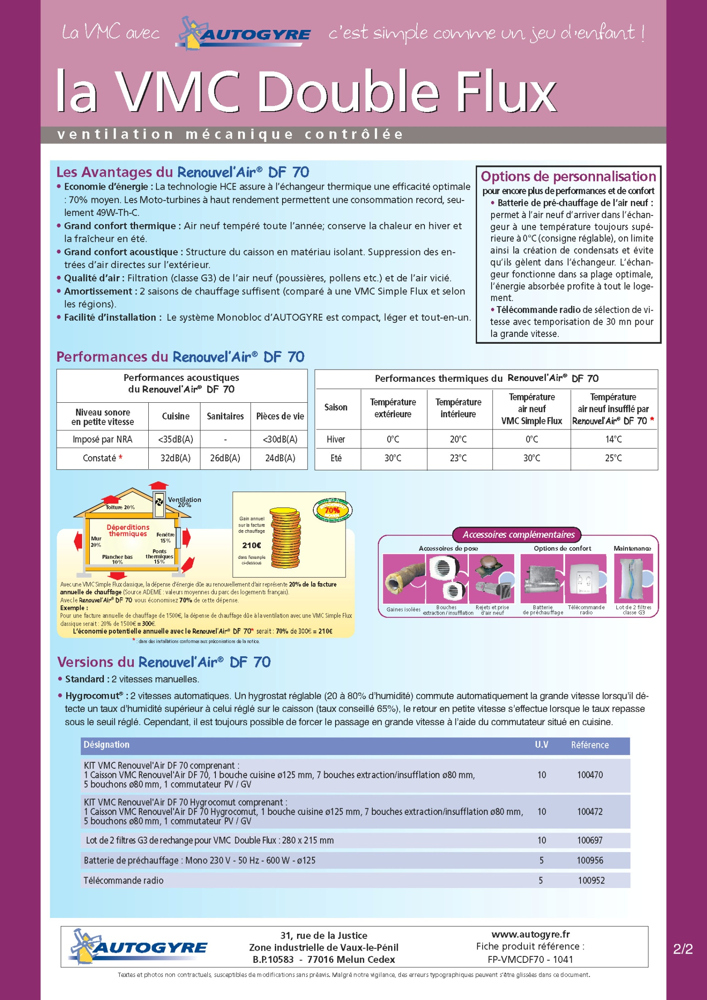 La VMC avec AUTOGYRE c'est simple comme un jeu d'enfant !
la VMC Double Flux
ventilation mécanique contrôlée
Les Avantages du Renouvel'Air® DF 70
• Economie d'énergie : La technologie HCE assure à l'échangeur thermique une efficacité optimale
: 70% moyen. Les Moto-turbines à haut rendement permettent une consommation record, seu-
lement 49W-Th-C.
• Grand confort thermique : Air neuf tempéré toute l'année; conserve la chaleur en hiver et
la fraîcheur en été.
• Grand confort acoustique : Structure du caisson en matériau isolant. Suppression des en-
trées d'air directes sur l'extérieur.
• Qualité d'air : Filtration (classe G3) de l'air neuf (poussières, pollens etc.) et de l'air vicié.
• Amortissement : 2 saisons de chauffage suffisent (comparé à une VMC Simple Flux et selon
les régions).
• Facilité d'installation : Le système Monobloc d'AUTOGYRE est compact, léger et tout-en-un.
Options de personnalisation
pour encore plus de performances et de confort
• Batterie de pré-chauffage de l'air neuf :
permet à l'air neuf d'arriver dans l'échan-
geur à une température toujours supé-
rieure à 0°C (consigne réglable), on limite
ainsi la création de condensats et évite
qu'ils gèlent dans l'échangeur. L'échan-
geur fonctionne dans sa plage optimale,
l'énergie absorbée profite à tout le loge-
ment.
• Télécommande radio de sélection de vi-
tesse avec temporisation de 30 mn pour
la grande vitesse.
Performances du Renouvel'Air® DF 70
Performances acoustiques
du Renouvel'Air® DF 70
Niveau sonore
en petite vitesse
Cuisine
Sanitaires
Pièces de vie
Imposé par NRA <35dB(A) - <30dB(A)
Constaté * 32dB(A) 26dB(A) 24dB(A)
Performances thermiques du Renouvel'Air® DF 70
Saison
Température
extérieure
Température
intérieure
Température
air neuf
VMC Simple Flux
Température
air neuf insufflé par
Renouvel'Air® DF 70 *
Hiver 0°C 20°C 0°C 14°C
Eté 30°C 23°C 30°C 25°C
Toiture 20%
Ventilation
20%
Déperditions
thermiques
Mur
20%
Fenêtre
15%
Plancher bas
10%
Ponts
thermiques
15%
Gain annuel
sur la facture
de chauffage
210€
dans l'exemple
ci-dessous
RENDEMENT
70%
MOYEN
Avec une VMC Simple Flux classique, la dépense d'énergie dûe au renouvellement d'air représente 20% de la facture
annuelle de chauffage (Source ADEME : valeurs moyennes du parc des logements français).
Avec le Renouvel'Air® DF 70 vous économisez 70% de cette dépense.
Exemple :
Pour une facture annuelle de chauffage de 1500€, la dépense de chauffage dûe à la ventilation avec une VMC Simple Flux
classique serait : 20% de 1500€ = 300€.
L'économie potentielle annuelle avec le Renouvel'Air® DF 70* serait : 70% de 300€ = 210€
* : dans des installations conformes aux préconisations de la notice.
Accessoires complémentaires
Accessoires de pose
Options de confort
Maintenance
Gaines isolées
Bouches
extraction / insufflation
Rejets et prise
d'air neuf
Batterie
de préchauffage
Télécommande
radio
Lot de 2 filtres
classe G3
Versions du Renouvel'Air® DF 70
• Standard : 2 vitesses manuelles.
• Hygrocomut® : 2 vitesses automatiques. Un hygrostat réglable (20 à 80% d'humidité) commute automatiquement la grande vitesse lorsqu'il dé-
tecte un taux d'humidité supérieur à celui réglé sur le caisson (taux conseillé 65%), le retour en petite vitesse s'effectue lorsque le taux repasse
sous le seuil réglé. Cependant, il est toujours possible de forcer le passage en grande vitesse à l'aide du commutateur situé en cuisine.
Désignation U.V Référence
KIT VMC Renouvel'Air DF 70 comprenant :
1 Caisson VMC Renouvel'Air DF 70, 1 bouche cuisine ø125 mm, 7 bouches extraction/insufflation ø80 mm, 10 100470
5 bouchons ø80 mm, 1 commutateur PV / GV
KIT VMC Renouvel'Air DF 70 Hygrocomut comprenant :
1 Caisson VMC Renouvel'Air DF 70 Hygrocomut, 1 bouche cuisine ø125 mm, 7 bouches extraction/insufflation ø80 mm, 10 100472
5 bouchons ø80 mm, 1 commutateur PV / GV
Lot de 2 filtres G3 de rechange pour VMC Double Flux : 280 x 215 mm 10 100697
Batterie de préchauffage : Mono 230 V - 50 Hz - 600 W - ø125 5 100956
Télécommande radio 5 100952
AUTOGYRE
31, rue de la Justice
Zone industrielle de Vaux-le-Pénil
B.P.10583 - 77016 Melun Cedex
www.autogyre.fr
Fiche produit référence :
FP-VMCDF70 - 1041
2/2
Textes et photos non contractuels, susceptibles de modifications sans préavis. Malgré notre vigilance, des erreurs typographiques peuvent s'être glissées dans ce document.